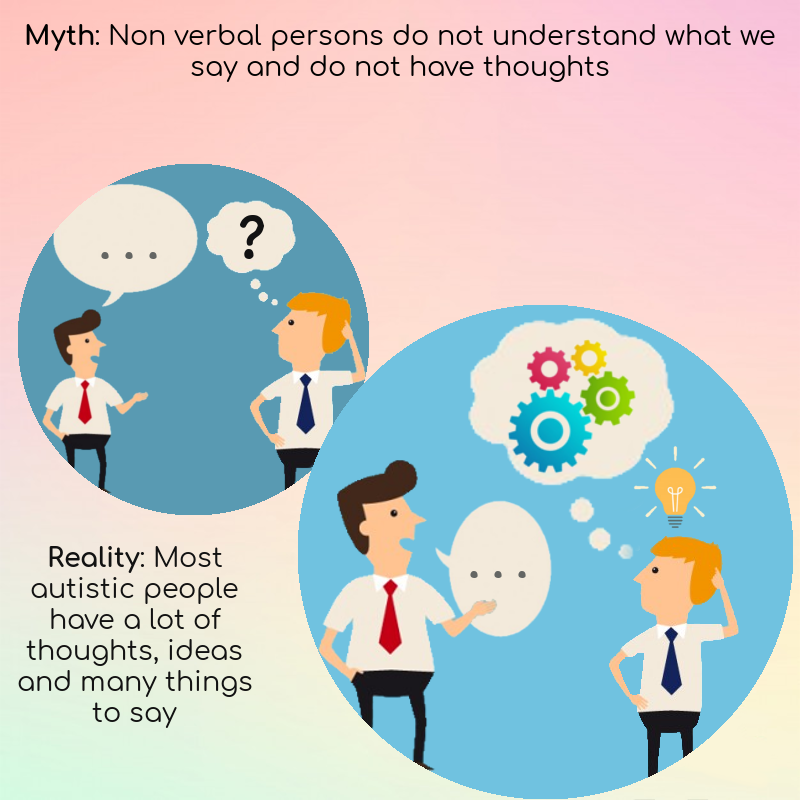 Myth: Non verbal persons do not understand what we
say and do not have thoughts
. . .
?
. . .
Reality: Most
autistic people
have a lot of
thoughts, ideas
and many things
to say